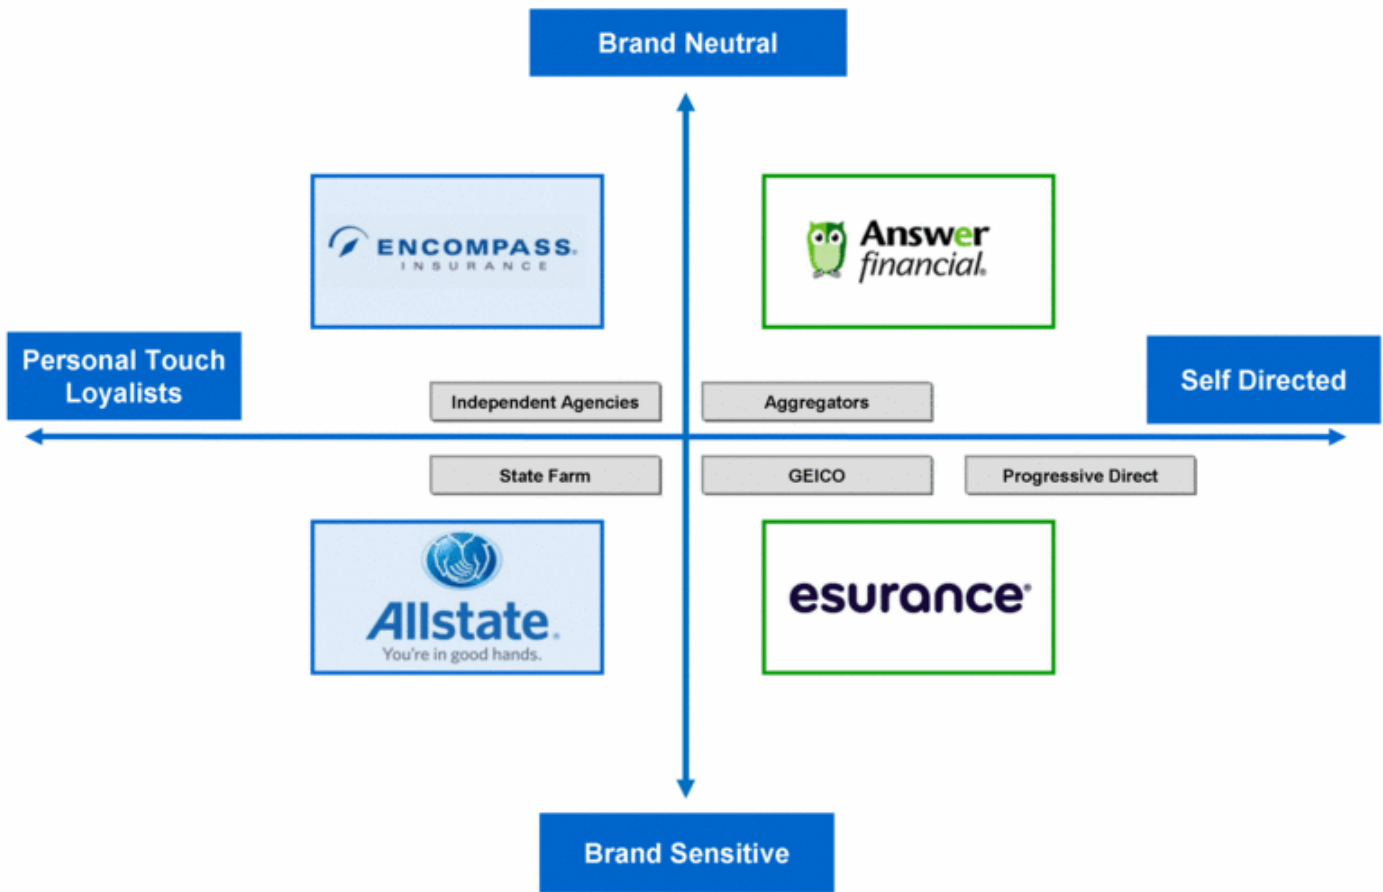 Brand Neutral
ENCOMPASS®
INSURANCE
Answer
financial®
Personal Touch
Loyalists
Self Directed
Independent Agencies
Aggregators
State Farm
GEICO
Progressive Direct
Allstate®
You're in good hands.
esurance®
Brand Sensitive